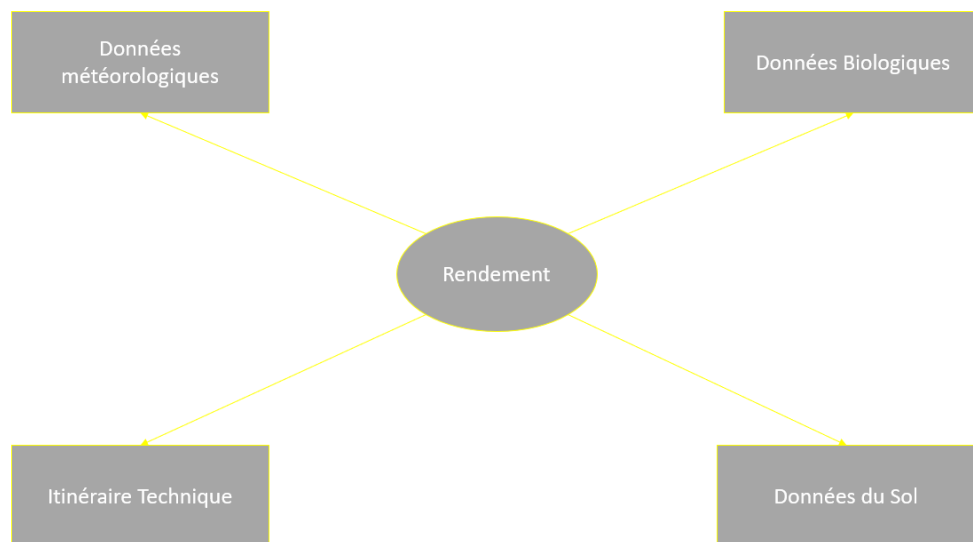 Données
météorologiques
Données Biologiques
Rendement
Itinéraire Technique
Données du Sol